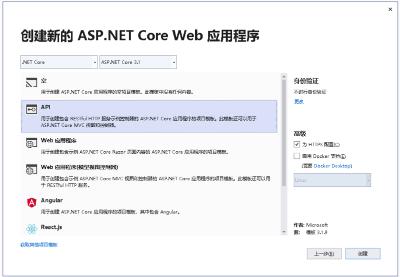 创建新的 ASP.NET Core Web 应用程序
.NET Core
ASP.NET Core 3.1
空
用于创建 ASP.NET Core 应用程序的空项目模板。此模板中没有任何内容。
API
用于创建包含 RESTful HTTP 服务示例控制器的 ASP.NET Core 应用程序的项目模板。此模板还可以用于 ASP.NET Core MVC 视图和控制器。
Web 应用程序
用于创建包含示例 ASP.NET Core Razor 页面内容的 ASP.NET Core 应用程序的项目模板。
Web 应用程序(模型视图控制器)
用于创建包含示例 ASP.NET Core MVC 视图和控制器的 ASP.NET Core 应用程序的项目模板。此模板还可以用于 RESTful HTTP 服务。
Angular
用于创建 ASP.NET Core 应用程序的项目模板，其中包含 Angular。
React.js
获取其他项目模板
身份验证
不进行身份验证
更改
高级
为 HTTPS 配置(C)
启用 Docker 支持(E)
(需要 Docker Desktop)
Linux
作者: Microsoft
源: 模板 3.1.8
上一步(B)
创建